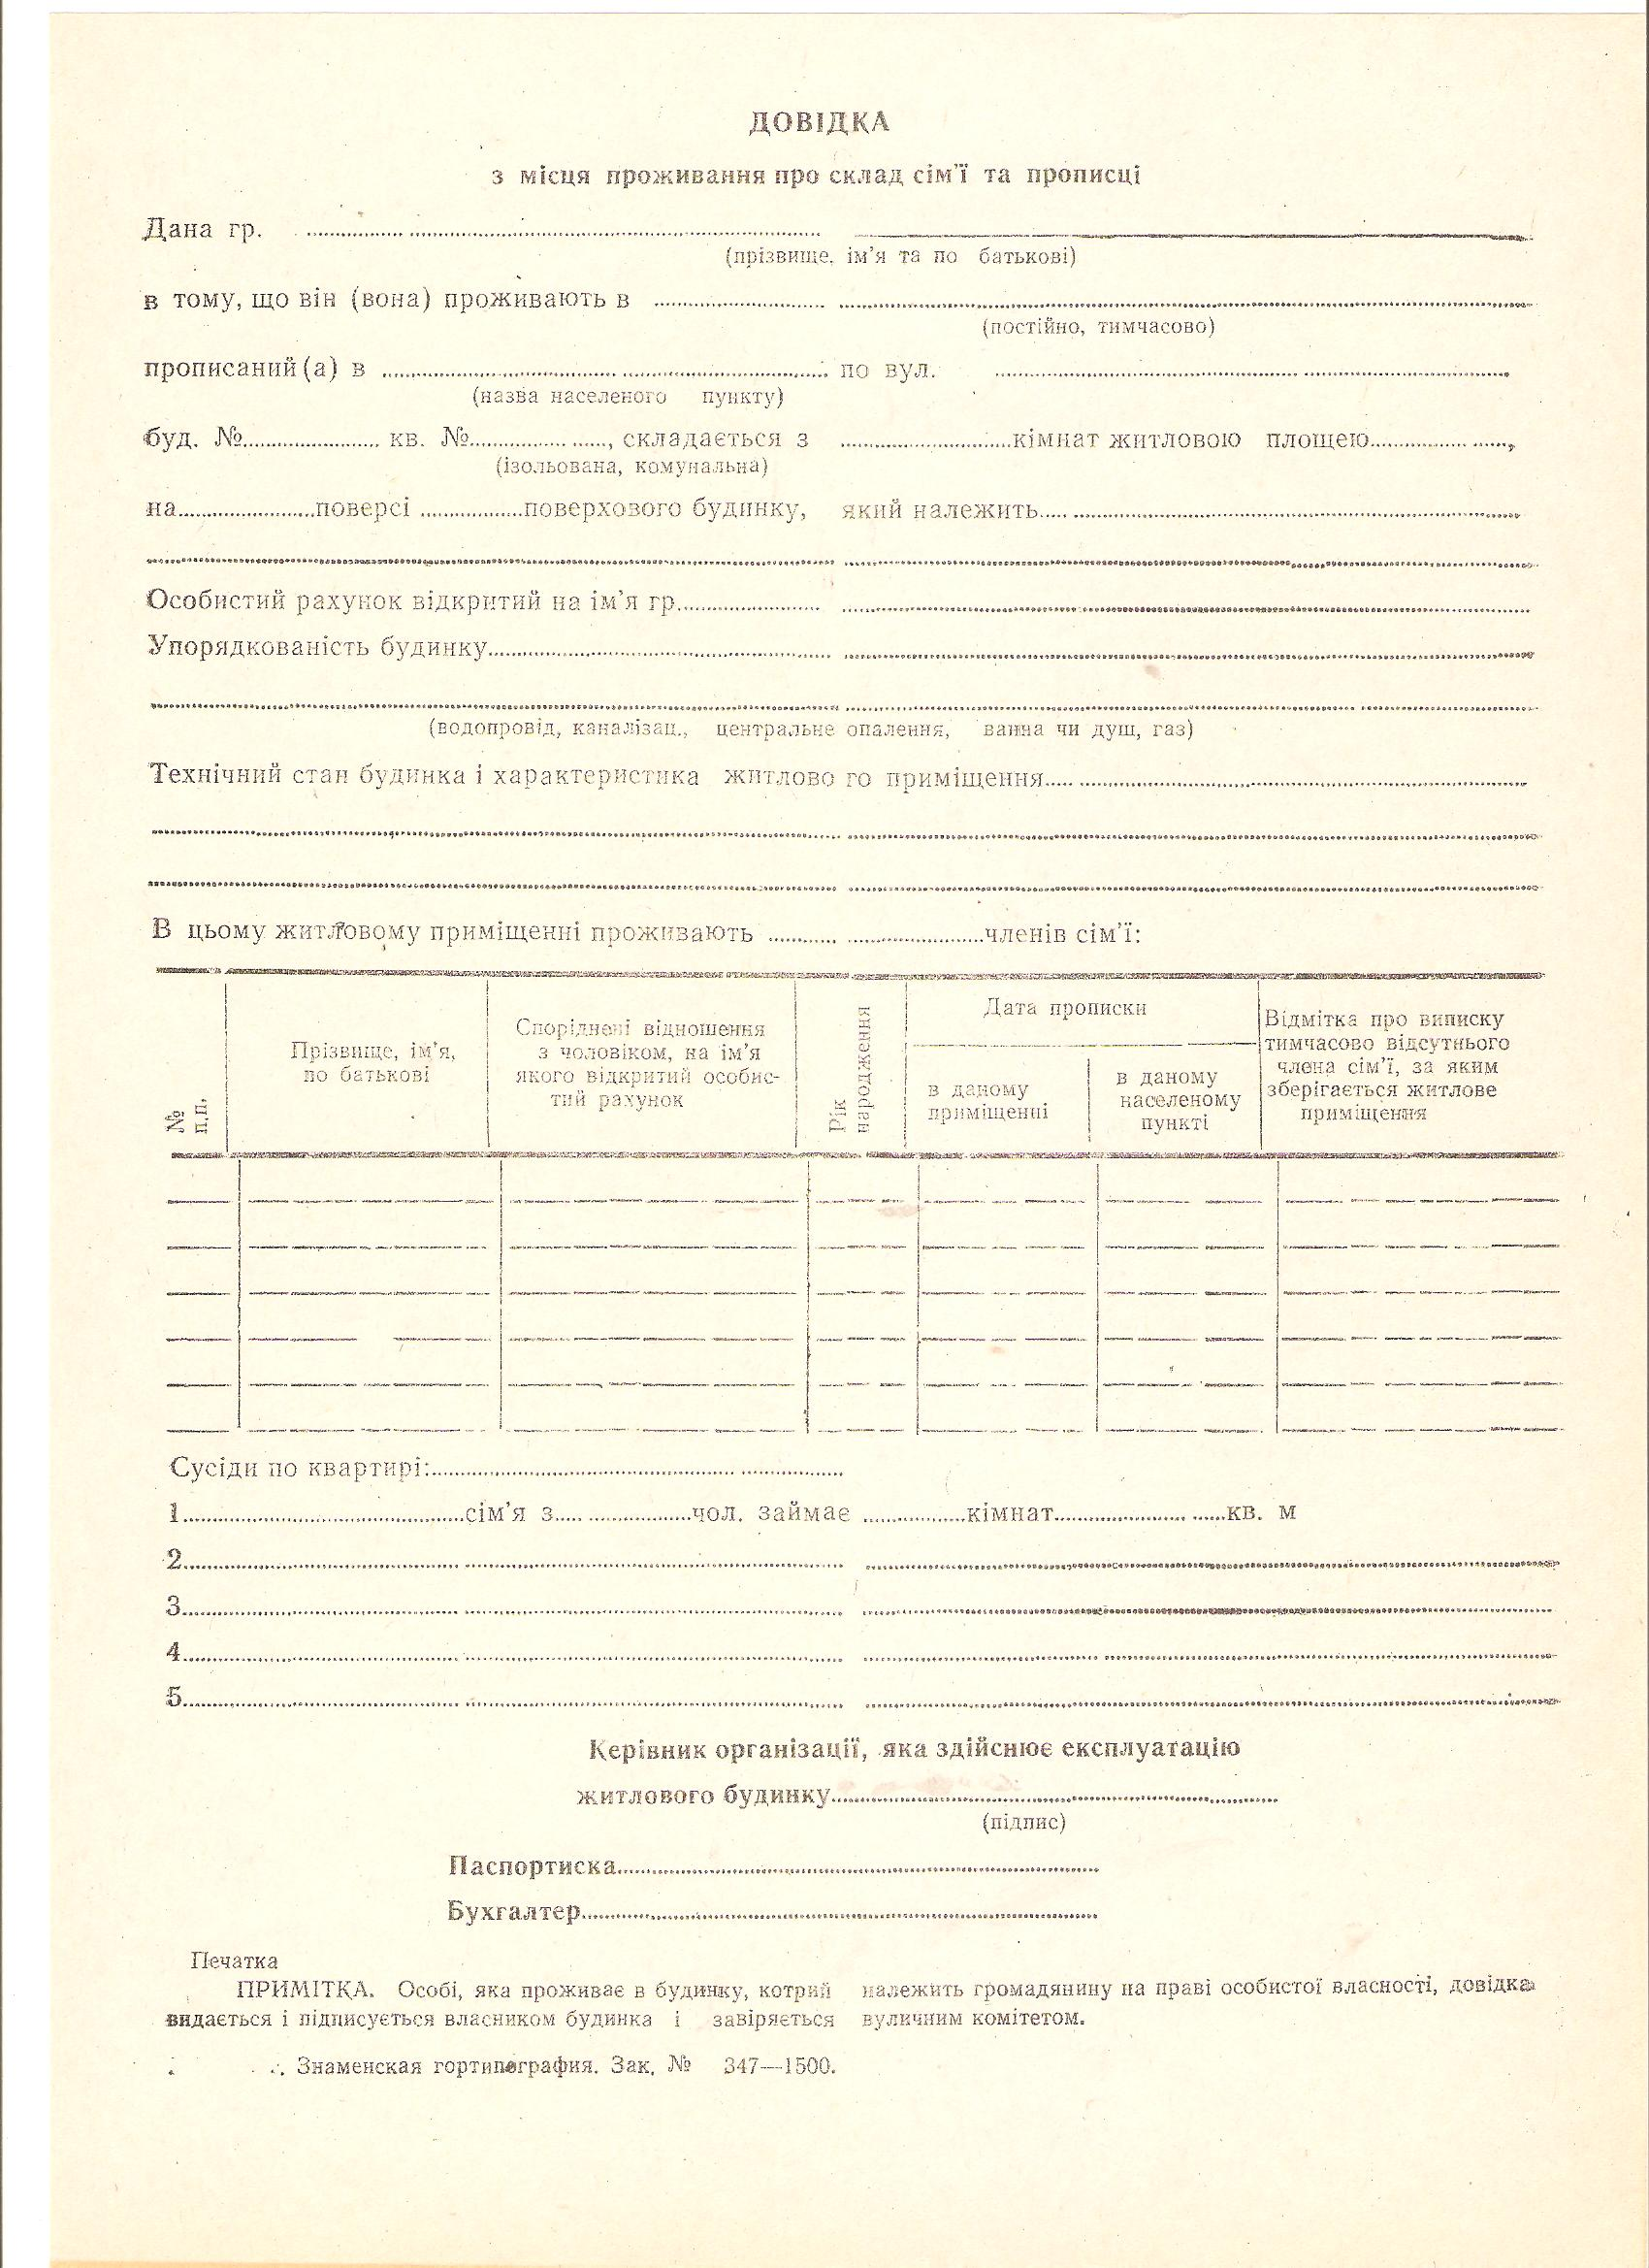 ДОВІДКА
з місця проживання про склад сім'ї та прописці
Дана гр. ........................................ ........................................
(прізвище, ім'я та по батькові)
в тому, що він (вона) проживають в .................... ........................................
(постійно, тимчасово)
прописаний (а) в ........................................ по вул. ........................................
(назва населеного пункту)
буд. №.................... кв. №...................., складається з ....................кімнат житловою площею....................,
(ізольована, комунальна)
на....................поверсі ....................поверхового будинку, який належить........................................
................................................................................
Особистий рахунок відкритий на ім'я гр.................... ........................................
Упорядкованість будинку........................................ ........................................
................................................................................
(водопровід, каналізац., центральне опалення, ванна чи душ, газ)
Технічний стан будинка і характеристика житлово го приміщення........................................
................................................................................
................................................................................
В цьому житловому приміщенні проживають ....................членів сім'ї:
№ п.п.
Прізвище, ім'я,
по батькові
Споріднені відношення
з чоловіком, на ім'я
якого відкритий особис-
тий рахунок
Рік
народження
Дата прописки
в даному
приміщенні
в даному
населеному
пункті
Відмітка про виписку
тимчасово відсутнього
члена сім'ї, за яким
зберігається житлове
приміщення
Сусіди по квартирі:........................................
1....................сім'я з....................чол. займає ....................кімнат....................кв. м
2................................................................................
3................................................................................
4................................................................................
5................................................................................
Керівник організації, яка здійснює експлуатацію
житлового будинку........................................
(підпис)
Паспортиска........................................
Бухгалтер........................................
Печатка
ПРИМІТКА. Особі, яка проживає в будинку, котрий належить громадянину на праві особистої власності, довідка
видається і підписується власником будинка і завіряється вуличним комітетом.
Знаменская гортипография. Зак. № 347—1500.